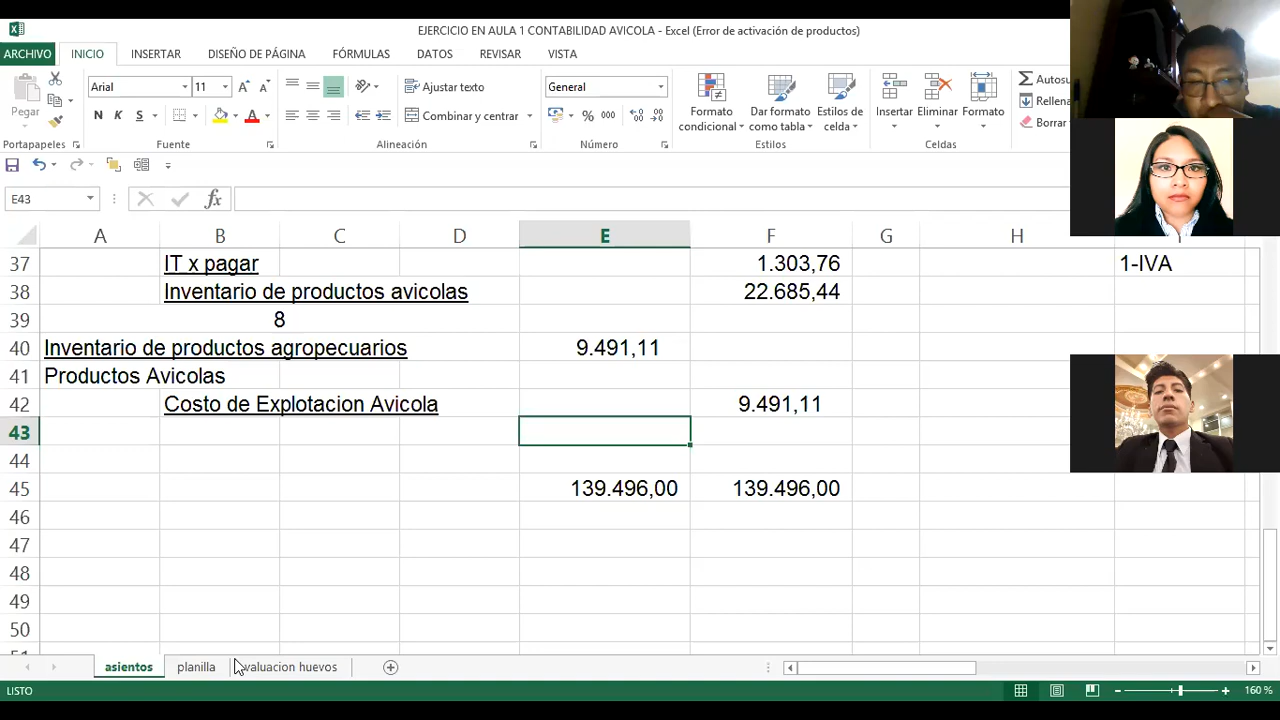 EJERCICIO EN AULA 1 CONTABILIDAD AVICOLA - Excel (Error de activación de productos)
ARCHIVO INICIO INSERTAR DISEÑO DE PÁGINA FÓRMULAS DATOS REVISAR VISTA
Pegar
Arial 11
N K S
Ajustar texto
Combinar y centrar
General
% 000
Formato condicional
Dar formato como tabla
Estilos de celda
Insertar Eliminar Formato
Autosu
Rellena
Borrar
Portapapeles Fuente Alineación Número Estilos Celdas
E43 fx
A B C D E F G H
37 IT x pagar 1.303,76 1-IVA
38 Inventario de productos avicolas 22.685,44
39 8
40 Inventario de productos agropecuarios 9.491,11
41 Productos Avicolas
42 Costo de Explotacion Avicola 9.491,11
43
44
45 139.496,00 139.496,00
46
47
48
49
50
asientos planilla valuacion huevos
LISTO 160 %